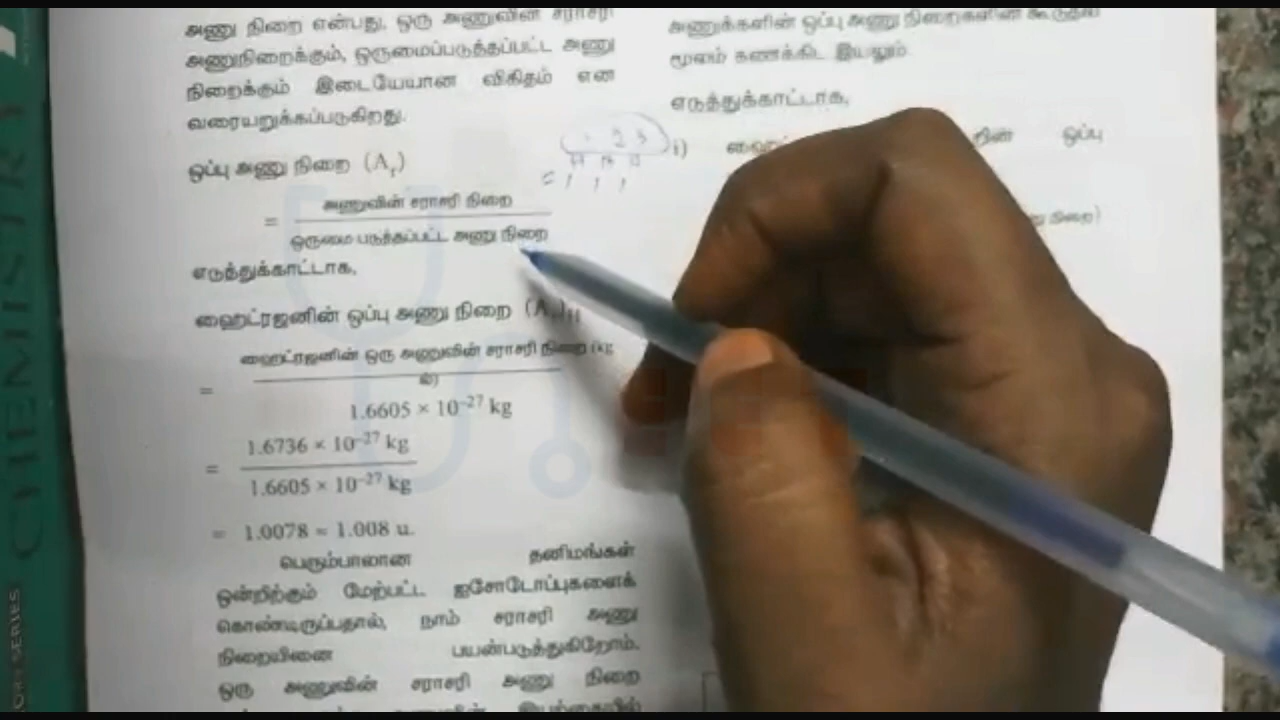 அணு நிறை என்பது, ஒரு அணுவின் சராசரி
அணுநிறைக்கும், ஒருமைப்படுத்தப்பட்ட அணு
நிறைக்கும் இடையேயான விகிதம் என
வரையறுக்கப்படுகிறது.
ஒப்பு அணு நிறை (Ar)
= அணுவின் சராசரி நிறை
ஒருமை படுத்தப்பட்ட அணு நிறை
எடுத்துக்காட்டாக,
ஹைட்ரஜனின் ஒப்பு அணு நிறை (Ar)H
ஹைட்ரஜனின் ஒரு அணுவின் சராசரி நிறை (kg
ல்)
= 1.6605 × 10⁻²⁷ kg
= 1.6736 × 10⁻²⁷ kg
1.6605 × 10⁻²⁷ kg
= 1.0078 ≈ 1.008 u.
பெரும்பாலான தனிமங்கள்
ஒன்றிற்கும் மேற்பட்ட ஐசோடோப்புகளைக்
கொண்டிருப்பதால், நாம் சராசரி அணு
நிறையினை பயன்படுத்துகிறோம்.
ஒரு அணுவின் சராசரி அணு நிறை
அணுக்களின் ஒப்பு அணு நிறைகளின் கூடுதல்
மூலம் கணக்கிட இயலும்
எடுத்துக்காட்டாக,
i) ஒப்பு
நிறை)
CHEMISTRY
SERIES